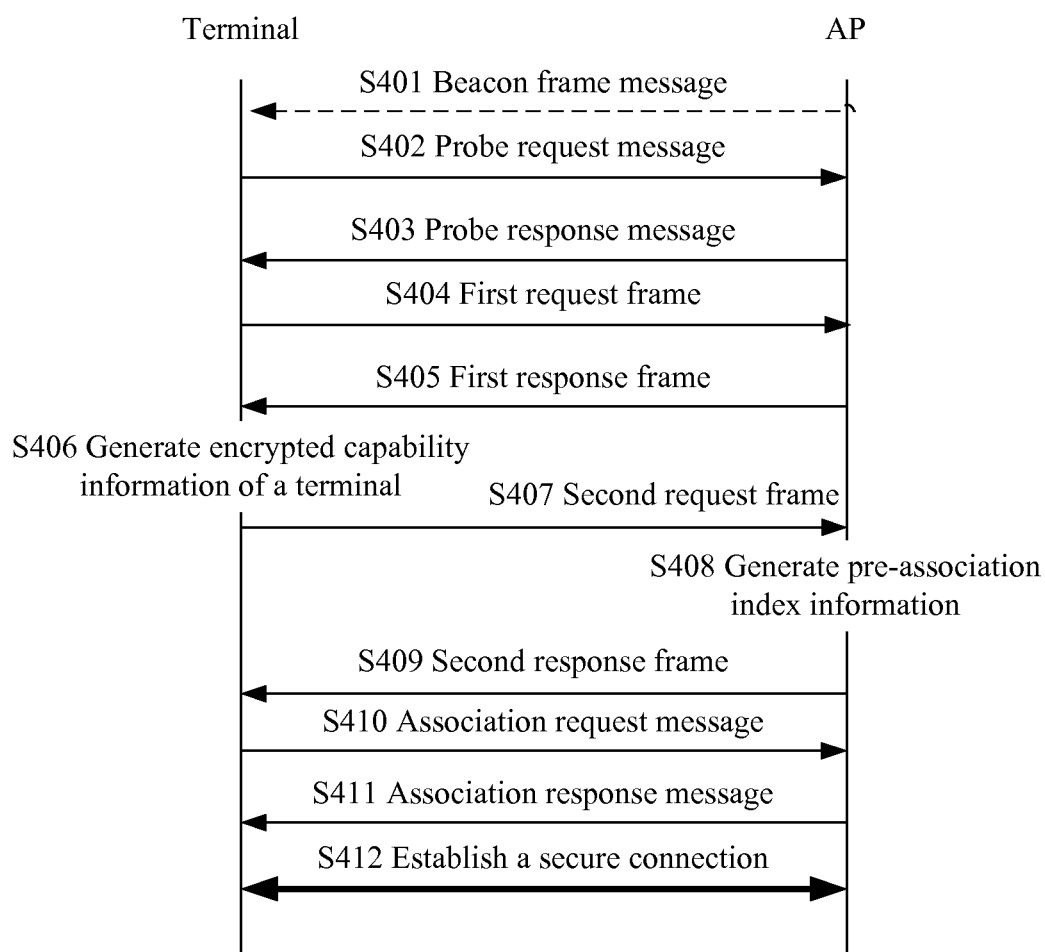 Terminal
AP
S401 Beacon frame message
S402 Probe request message
S403 Probe response message
S404 First request frame
S405 First response frame
S406 Generate encrypted capability
information of a terminal
S407 Second request frame
S408 Generate pre-association
index information
S409 Second response frame
S410 Association request message
S411 Association response message
S412 Establish a secure connection